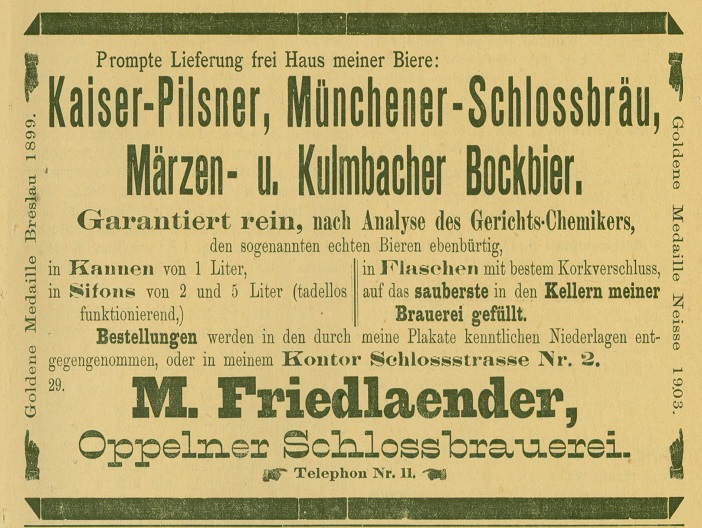 Prompte Lieferung frei Haus meiner Biere:
Kaiser-Pilsner, Münchener-Schlossbräu,
Märzen- u. Kulmbacher Bockbier.
Garantiert rein, nach Analyse des Gerichts-Chemikers,
den sogenannten echten Bieren ebenbürtig,
in Kannen von 1 Liter,
in Sifons von 2 und 5 Liter (tadellos
funktionierend,)
in Flaschen mit bestem Korkverschluss,
auf das sauberste in den Kellern meiner
Brauerei gefüllt.
Bestellungen werden in den durch meine Plakate kenntlichen Niederlagen ent-
gegengenommen, oder in meinem Kontor Schlossstrasse Nr. 2.
29.
M. Friedlaender,
Oppelner Schlossbrauerei.
Telephon Nr. 11.
Goldene Medaille Breslau 1899.
Goldene Medaille Neisse 1903.